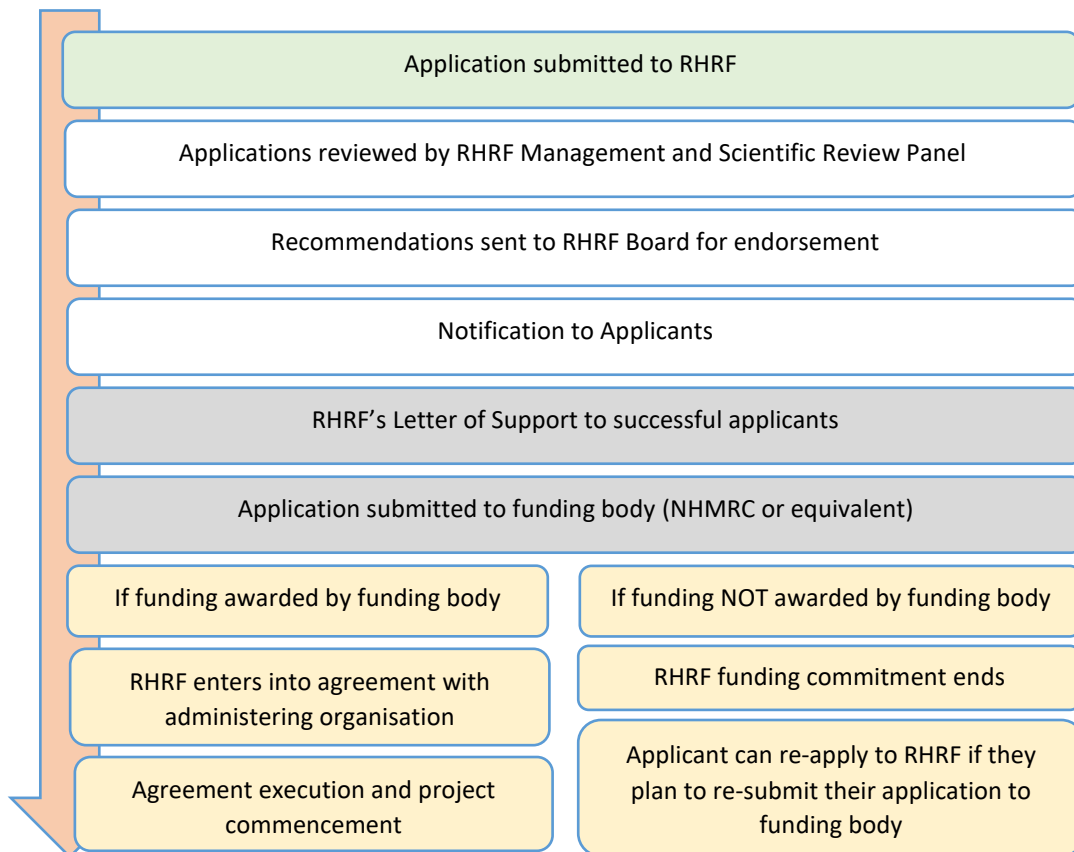 Application submitted to RHRF
Applications reviewed by RHRF Management and Scientific Review Panel
Recommendations sent to RHRF Board for endorsement
Notification to Applicants
RHRF’s Letter of Support to successful applicants
Application submitted to funding body (NHMRC or equivalent)
If funding awarded by funding body
RHRF enters into agreement with
administering organisation
Agreement execution and project
commencement
If funding NOT awarded by funding body
RHRF funding commitment ends
Applicant can re-apply to RHRF if they
plan to re-submit their application to
funding body